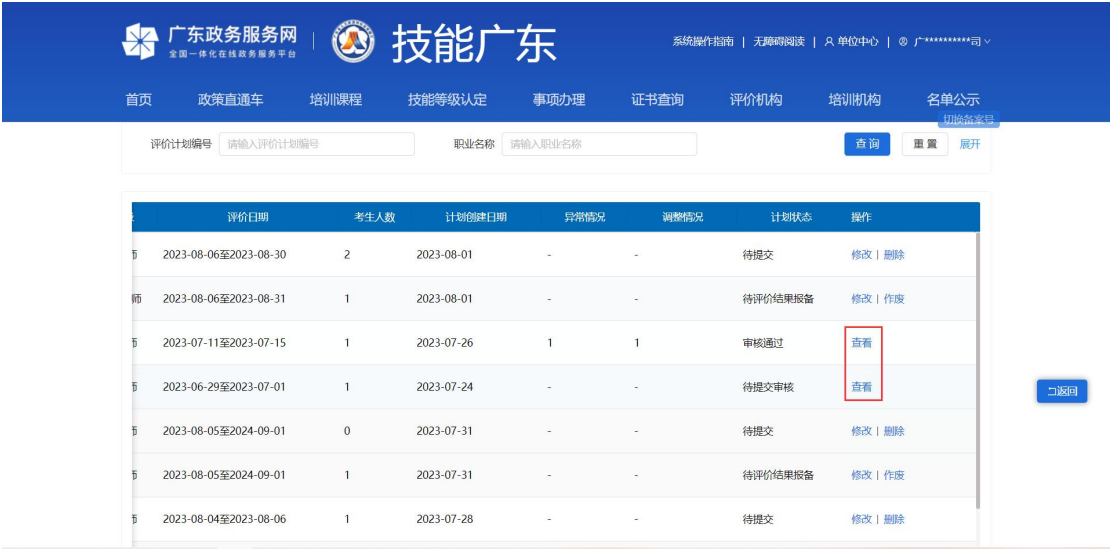 广东政务服务网
全国一体化在线政务服务平台
技能广东
系统操作指南 | 无障碍阅读 | 单位中心 | 广**********司
首页 政策直通车 培训课程 技能等级认定 事项办理 证书查询 评价机构 培训机构 名单公示
切换备案号
评价计划编号 请输入评价计划编号 职业名称 请输入职业名称 查询 重置 展开
评价日期 考生人数 计划创建日期 异常情况 调整情况 计划状态 操作
2023-08-06至2023-08-30 2 2023-08-01 - - 待提交 修改 | 删除
师 2023-08-06至2023-08-31 1 2023-08-01 - - 待评价结果报备 修改 | 作废
2023-07-11至2023-07-15 1 2023-07-26 1 1 审核通过 查看
2023-06-29至2023-07-01 1 2023-07-24 - - 待提交审核 查看
返回
2023-08-05至2024-09-01 0 2023-07-31 - - 待提交 修改 | 删除
2023-08-05至2024-09-01 1 2023-07-31 - - 待评价结果报备 修改 | 作废
2023-08-04至2023-08-06 1 2023-07-28 - - 待提交 修改 | 删除